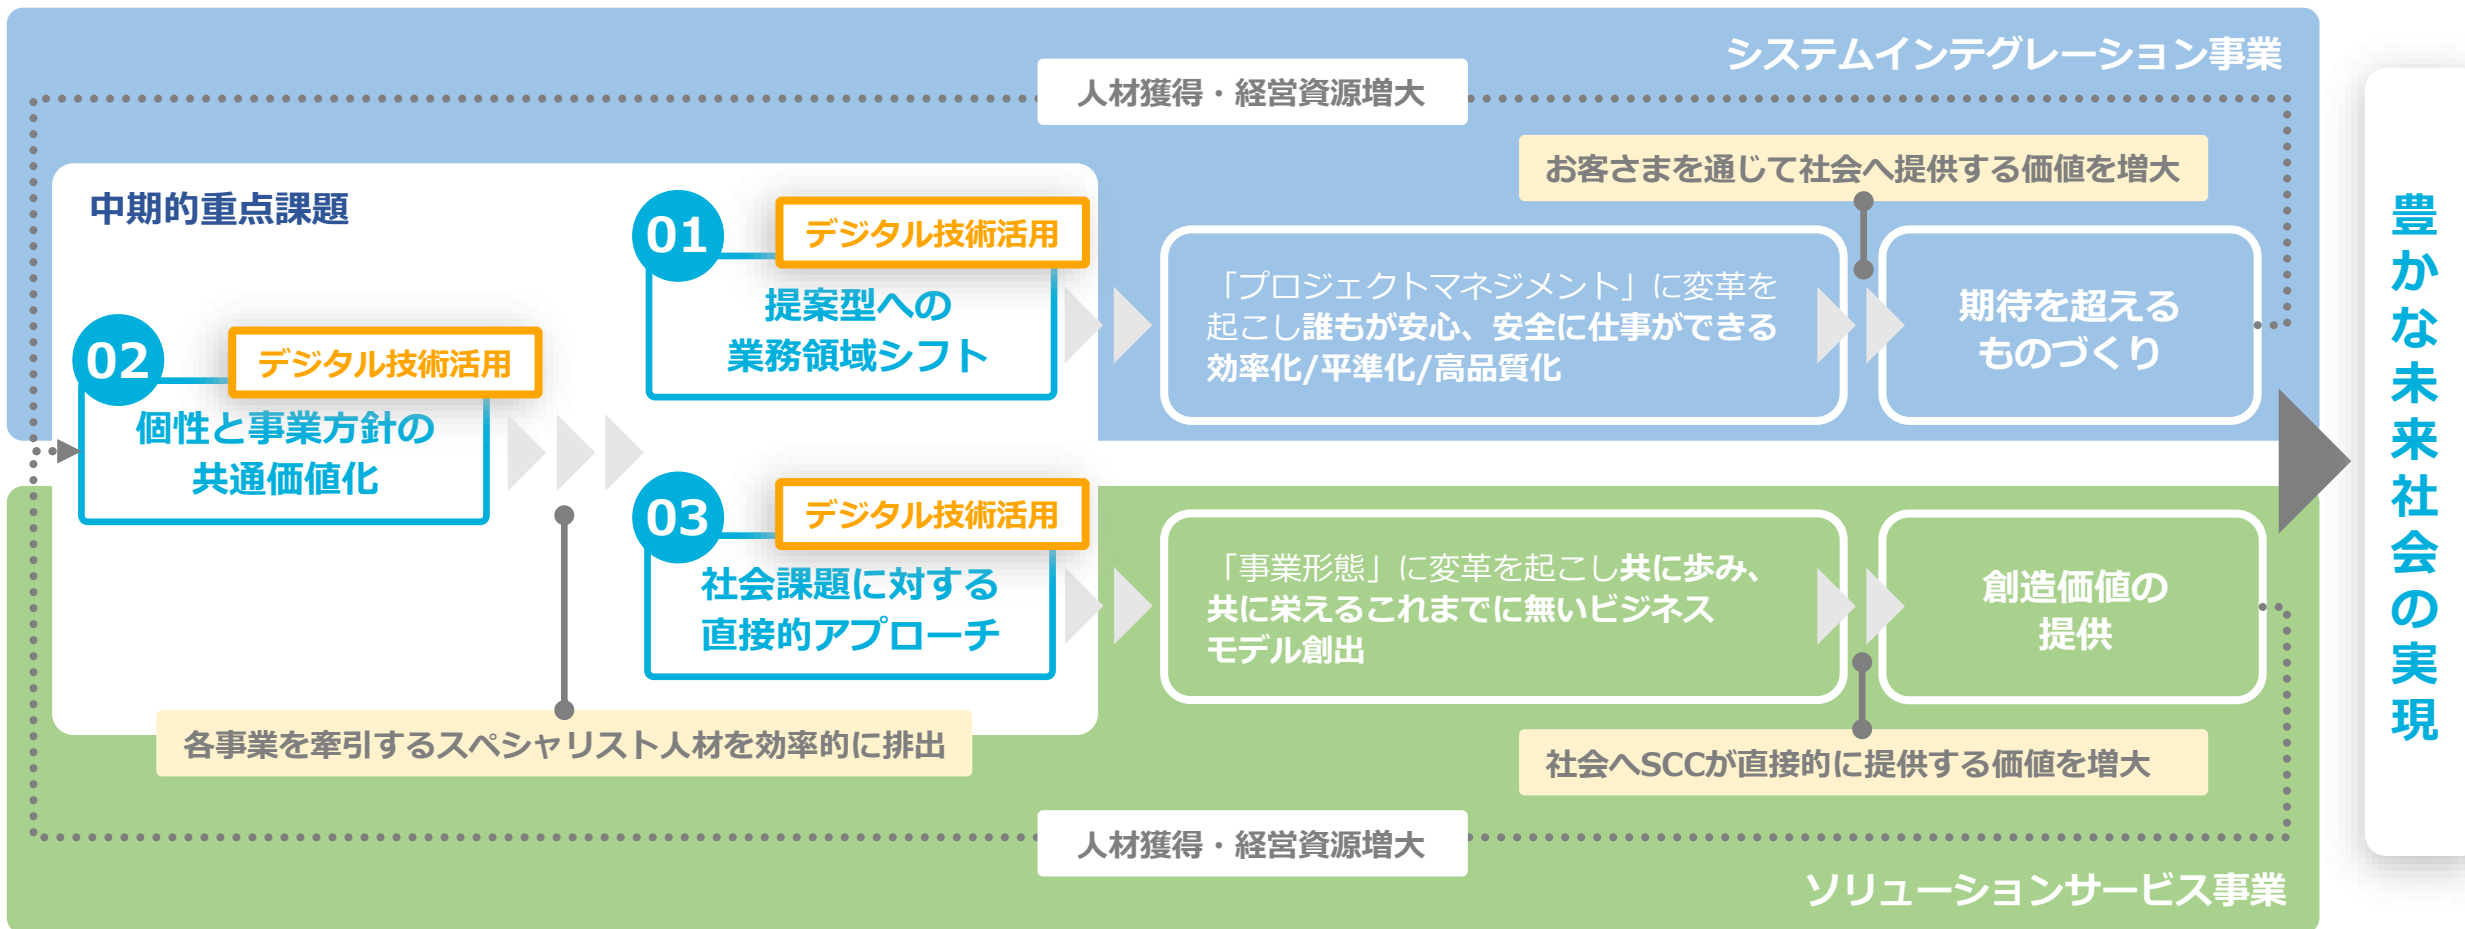 システムインテグレーション事業
人材獲得・経営資源増大
お客さまを通じて社会へ提供する価値を増大
中期的重点課題
01
デジタル技術活用
提案型への
業務領域シフト
「プロジェクトマネジメント」に変革を
起こし誰もが安心、安全に仕事ができる
効率化/平準化/高品質化
期待を超える
ものづくり
02
デジタル技術活用
個性と事業方針の
共通価値化
03
デジタル技術活用
社会課題に対する
直接的アプローチ
「事業形態」に変革を起こし共に歩み、
共に栄えるこれまでに無いビジネス
モデル創出
創造価値の
提供
各事業を牽引するスペシャリスト人材を効率的に排出
社会へSCCが直接的に提供する価値を増大
人材獲得・経営資源増大
ソリューションサービス事業
豊かな未来社会の実現